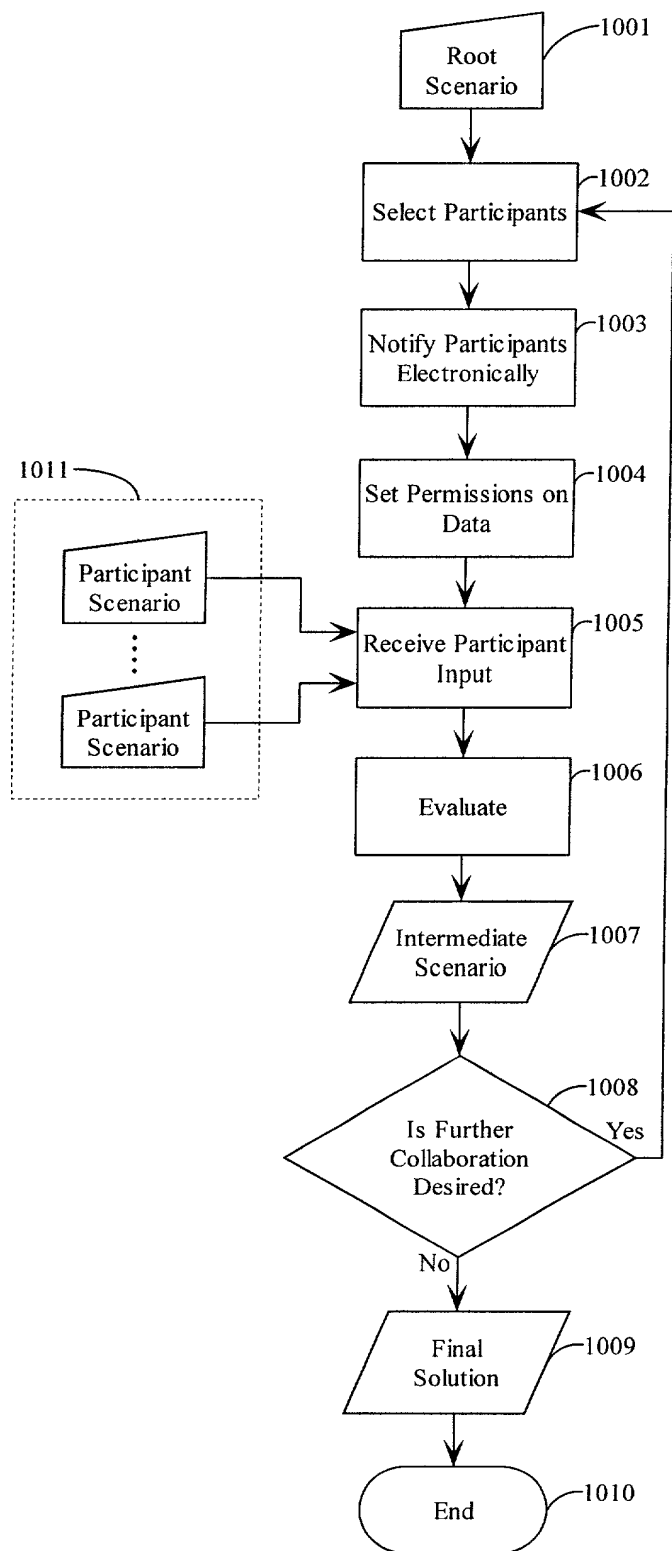 1001
Root
Scenario
1002
Select Participants
1003
Notify Participants
Electronically
1004
Set Permissions on
Data
1011
Participant
Scenario
Participant
Scenario
1005
Receive Participant
Input
1006
Evaluate
1007
Intermediate
Scenario
1008
Is Further
Collaboration
Desired?
Yes
No
1009
Final
Solution
1010
End